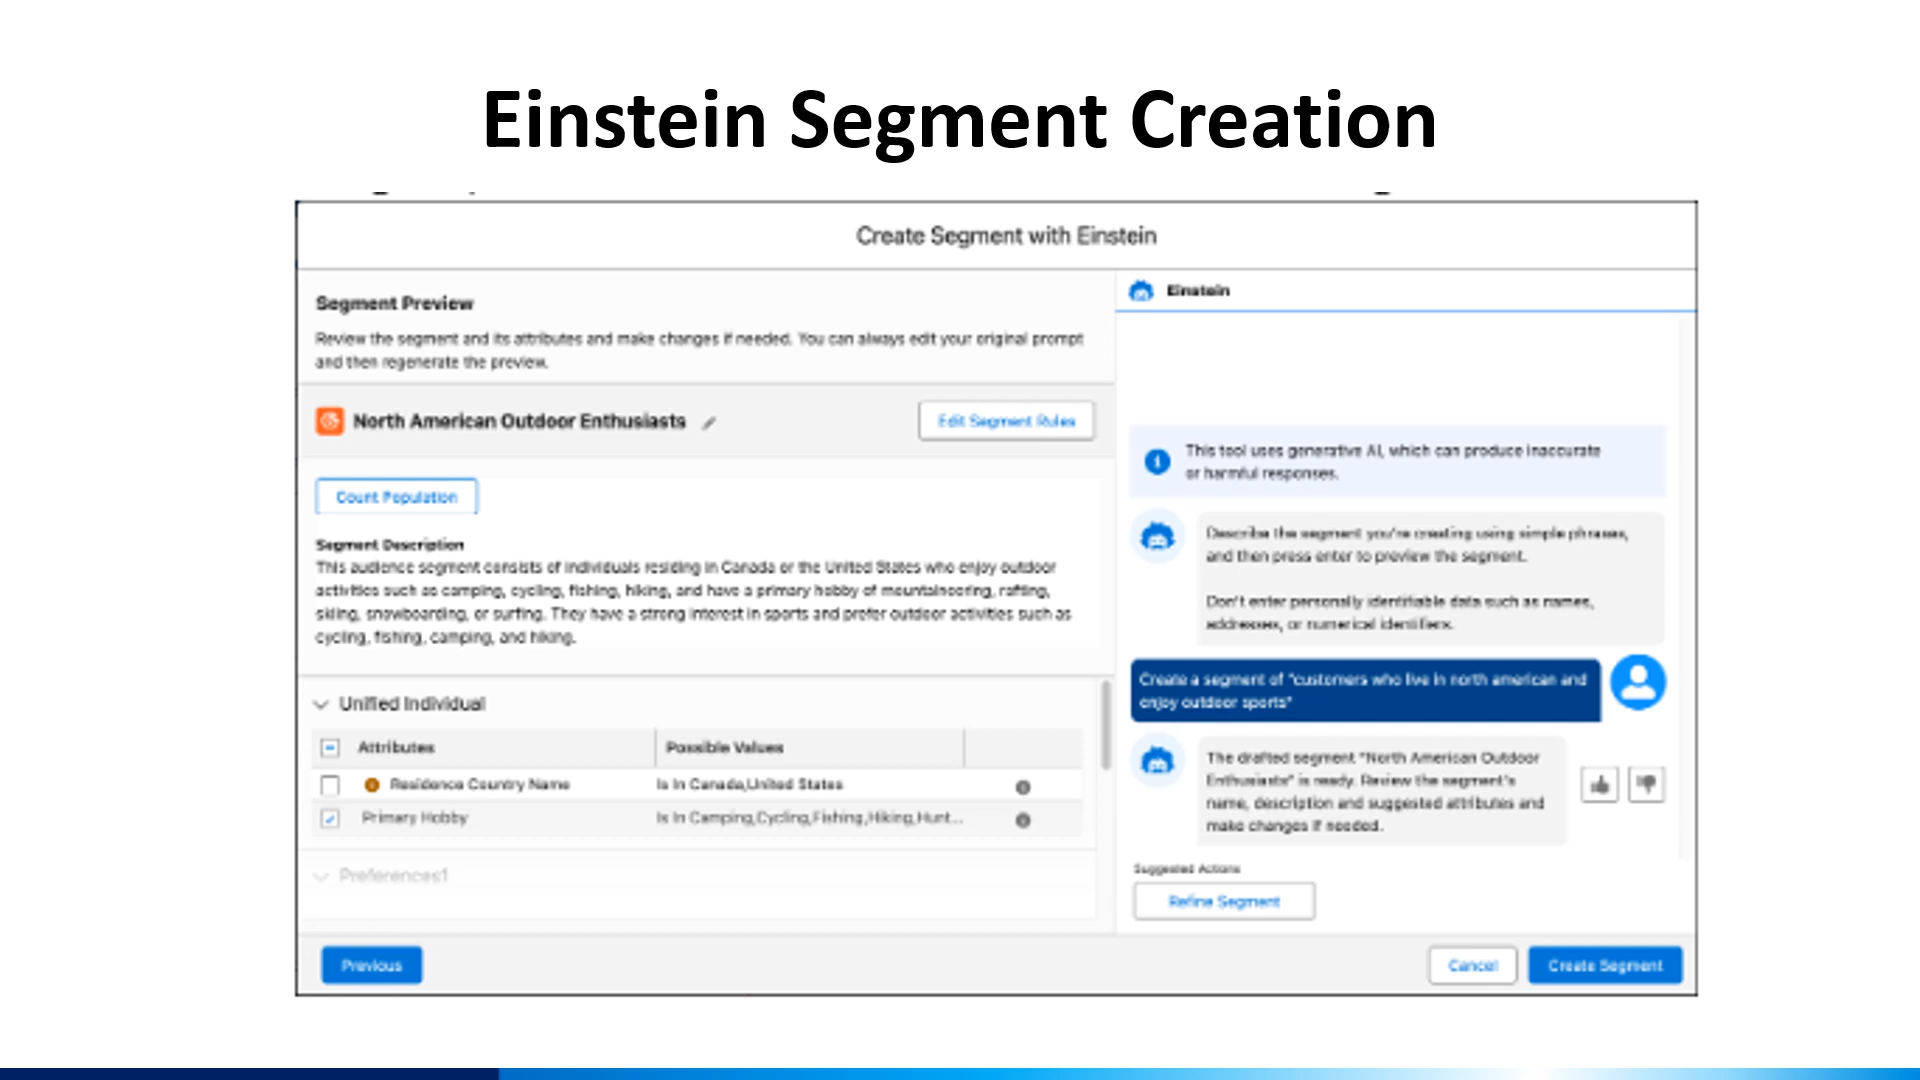 Einstein Segment Creation
Create Segment with Einstein
Segment Preview
Review the segment and its attributes and make changes if needed. You can always edit your original prompt
and then regenerate the preview.
North American Outdoor Enthusiasts
Edit Segment Rules
Count Population
Segment Description
This audience segment consists of individuals residing in Canada or the United States who enjoy outdoor
activities such as camping, cycling, fishing, hiking, and have a primary hobby of mountaineering, rafting,
skiing, snowboarding, or surfing. They have a strong interest in sports and prefer outdoor activities such as
cycling, fishing, camping, and hiking.
Unified Individual
Attributes
Possible Values
Residence Country Name
Is In Canada,United States
Primary Hobby
Is In Camping,Cycling,Fishing,Hiking,Hunt...
Preferences1
Previous
Einstein
This tool uses generative AI, which can produce inaccurate
or harmful responses.
Describe the segment you're creating using simple phrases,
and then press enter to preview the segment.
Don't enter personally identifiable data such as names,
addresses, or numerical identifiers.
Create a segment of "customers who live in north american and
enjoy outdoor sports"
The drafted segment "North American Outdoor
Enthusiasts" is ready. Review the segment's
name, description and suggested attributes and
make changes if needed.
Suggested Actions
Refine Segment
Cancel
Create Segment